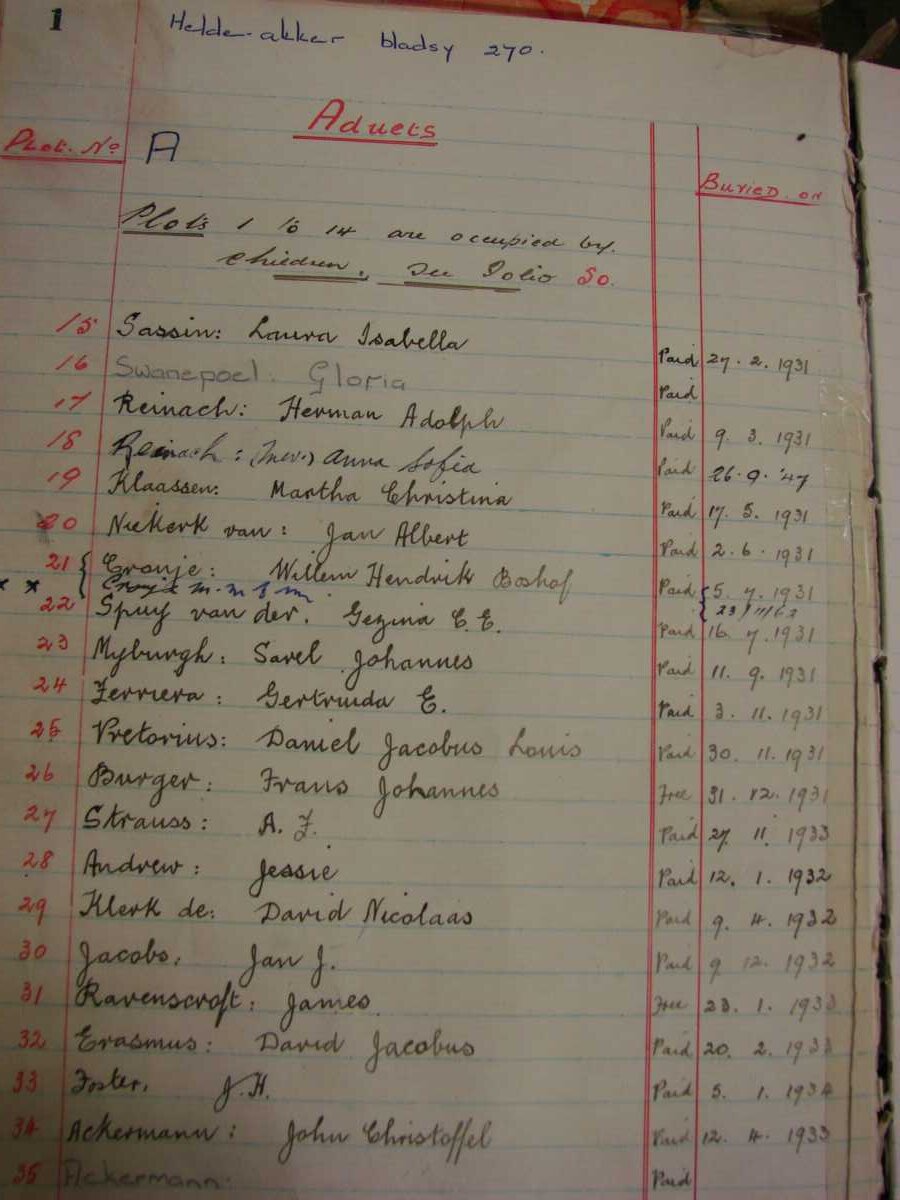 1
Helde-akker bladsy 270.
Adults
Plot. No A
Buried on
Plots 1 to 14 are occupied by
children. See Folio 50.
15 Sassin: Laura Isabella Paid 27. 2. 1931
16 Swanepoel. Gloria Paid
17 Reinach: Herman Adolph Paid 9. 3. 1931
18 Reinach: (Mev.) Anna Sofia Paid 26.9.'47
19 Klaassen: Martha Christina Paid 17. 5. 1931
20 Niekerk van: Jan Albert Paid 2.6.1931
21 Cronje: Willem Hendrik Boshof Paid 5. 7. 1931
x x Cronjé 23/11/62
22 Spuy van der. Gezina E. E. Paid 16. 7. 1931
23 Myburgh: Sarel Johannes Paid 11. 9. 1931
24 Ferriera: Gertruida E. Paid 3. 11. 1931
25 Pretorius: Daniel Jacobus Louis Paid 30. 11. 1931
26 Burger: Frans Johannes Free 31. 12. 1931
27 Strauss: A. F. Paid 27. 11. 1933
28 Andrew: Jessie Paid 12. 1. 1932
29 Klerk de: David Nicolaas Paid 9. 4. 1932
30 Jacobs, Jan J. Paid 9 12. 1932
31 Ravenscroft: James Free 23. 1. 1933
32 Erasmus: David Jacobus Paid 20. 2. 1933
33 Foster, J. H. Paid 5. 1. 1934
34 Ackermann: John Christoffel Paid 12. 4. 1933
35 Ackermann: Paid